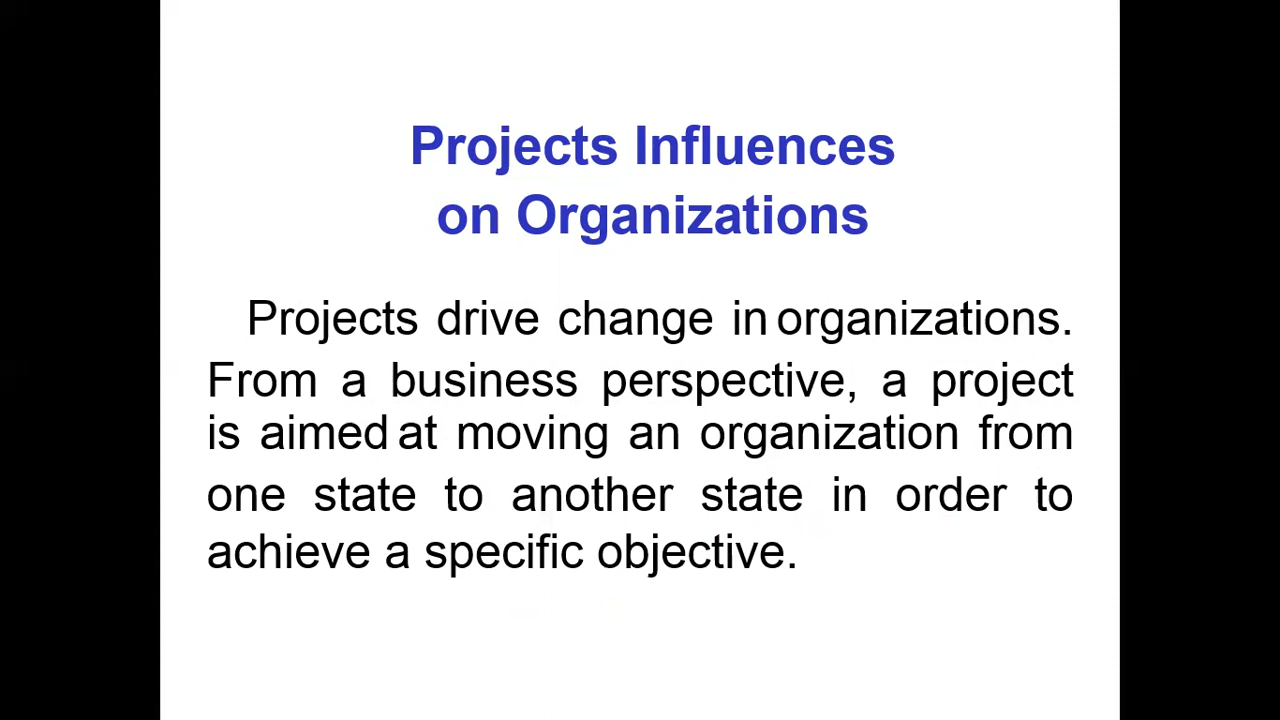 Projects Influences
on Organizations
Projects drive change in organizations.
From a business perspective, a project
is aimed at moving an organization from
one state to another state in order to
achieve a specific objective.